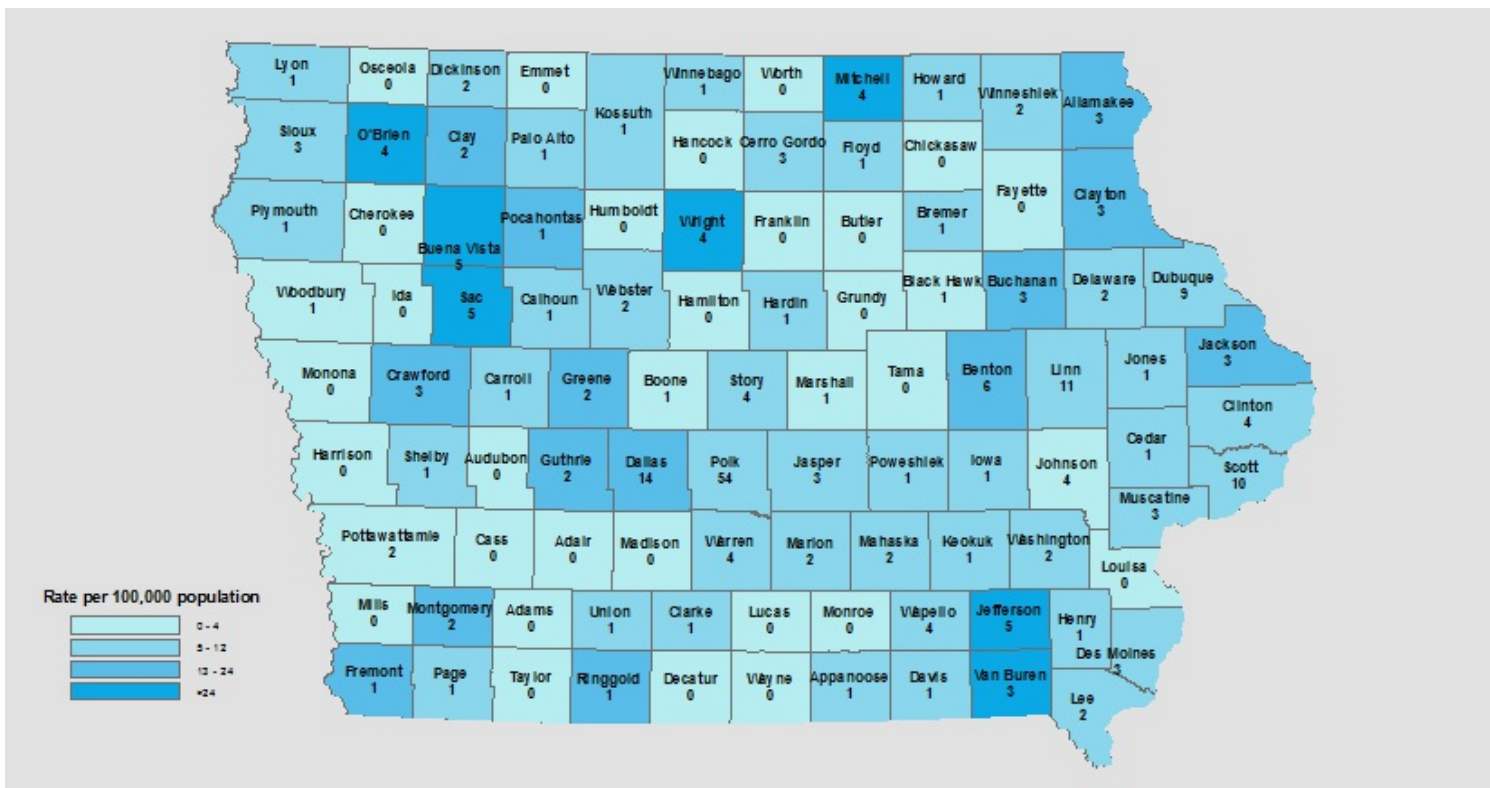 Lyon
1
Osceola
0
Dickinson
2
Emmet
0
Kossuth
1
Winnebago
1
Worth
0
Mitchell
4
Howard
1
Winneshiek
2
Allamakee
3
Sioux
3
O'Brien
4
Clay
2
Palo Alto
1
Hancock
0
Cerro Gordo
3
Floyd
1
Chickasaw
0
Plymouth
1
Cherokee
0
Buena Vista
5
Pocahontas
1
Humboldt
0
Wright
4
Franklin
0
Butler
0
Bremer
1
Fayette
0
Clayton
3
Woodbury
1
Ida
0
Sac
5
Calhoun
1
Webster
2
Hamilton
0
Hardin
1
Grundy
0
Black Hawk
1
Buchanan
3
Delaware
2
Dubuque
9
Monona
0
Crawford
3
Carroll
1
Greene
2
Boone
1
Story
4
Marshall
1
Tama
0
Benton
6
Linn
11
Jones
1
Jackson
3
Clinton
4
Harrison
0
Shelby
1
Audubon
0
Guthrie
2
Dallas
14
Polk
54
Jasper
3
Poweshiek
1
Iowa
1
Johnson
4
Cedar
1
Scott
10
Muscatine
3
Pottawattamie
2
Cass
0
Adair
0
Madison
0
Warren
4
Marion
2
Mahaska
2
Keokuk
1
Washington
2
Louisa
0
Mills
0
Montgomery
2
Adams
0
Union
1
Clarke
1
Lucas
0
Monroe
0
Wapello
4
Jefferson
5
Henry
1
Des Moines
3
Fremont
1
Page
1
Taylor
0
Ringgold
1
Decatur
0
Wayne
0
Appanoose
1
Davis
1
Van Buren
3
Lee
2
Rate per 100,000 population
0 - 4
5 - 12
13 - 24